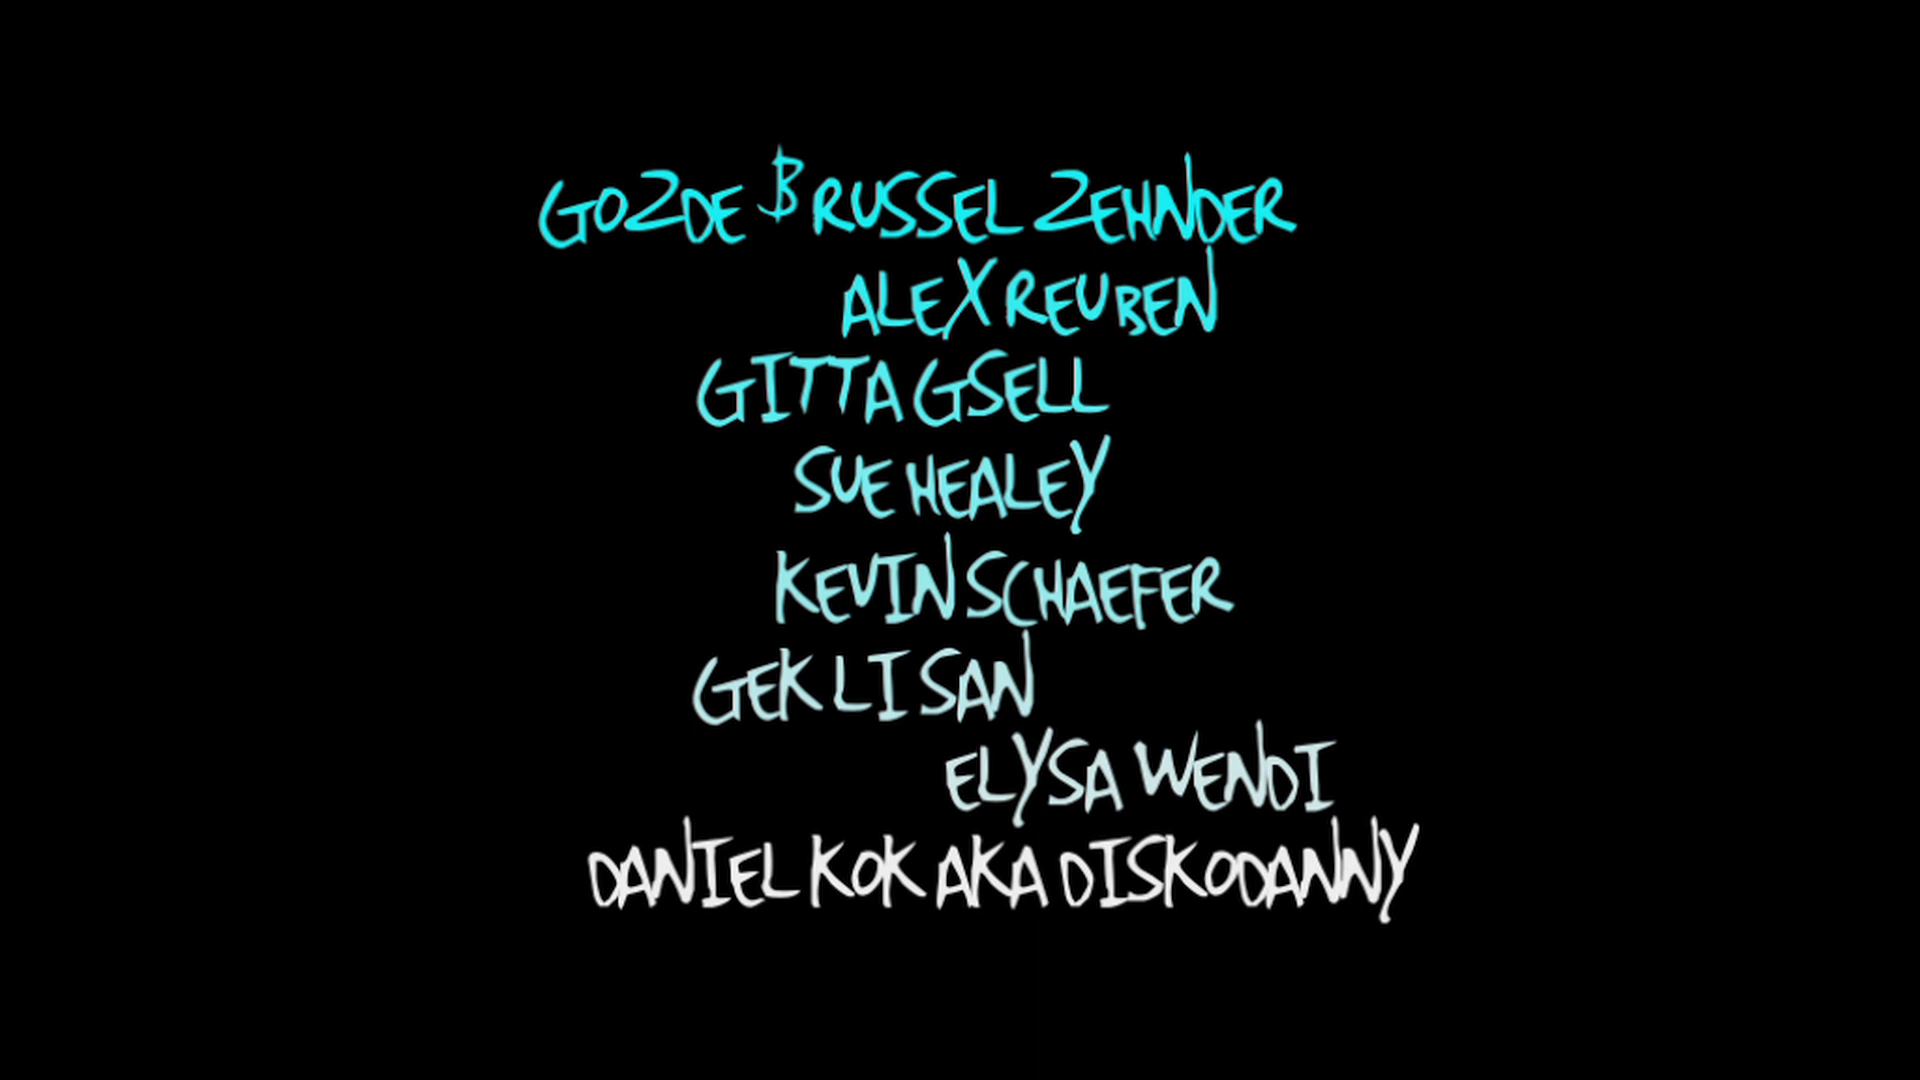 GOZDE B RUSSEL ZEHNDER
ALEX REUBEN
GITTA GSELL
SUE HEALEY
KEVIN SCHAEFER
GEK LI SAN
ELYSA WENDI
DANIEL KOK AKA DISKODANNY